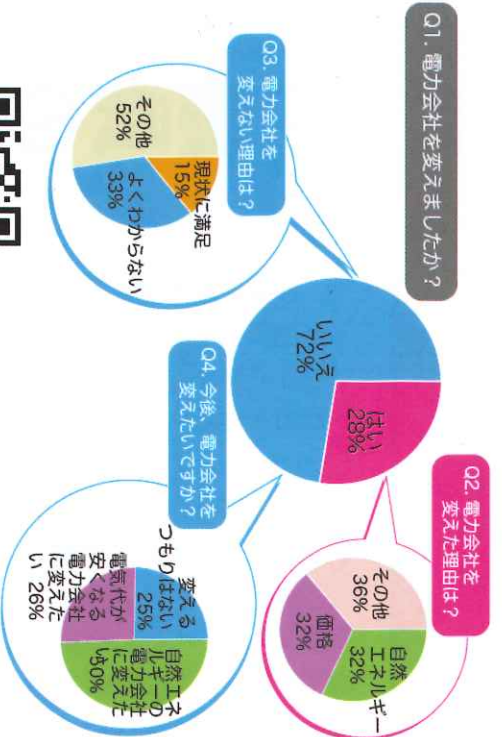 Q1. 電力会社を変えましたか？
いいえ
72%
はい
28%
Q2. 電力会社を
変えた理由は？
自然
エネルギー
32%
価格
32%
その他
36%
Q3. 電力会社を
変えない理由は？
現状に満足
15%
よくわからない
33%
その他
52%
Q4. 今後、電力会社を
変えたいですか？
変える
つもりはない
25%
自然エネ
ルギーの
電力会社
に変えた
い50%
電気代が
安くなる
電力会社
に変えた
い 26%